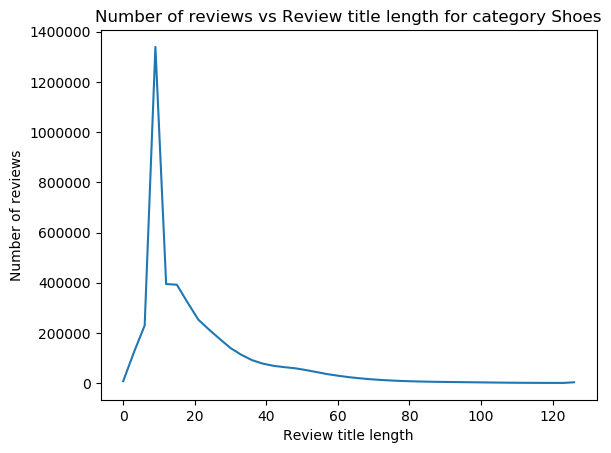 Number of reviews vs Review title length for category Shoes
1400000
1200000
1000000
800000
600000
400000
200000
0
Number of reviews
0 20 40 60 80 100 120
Review title length